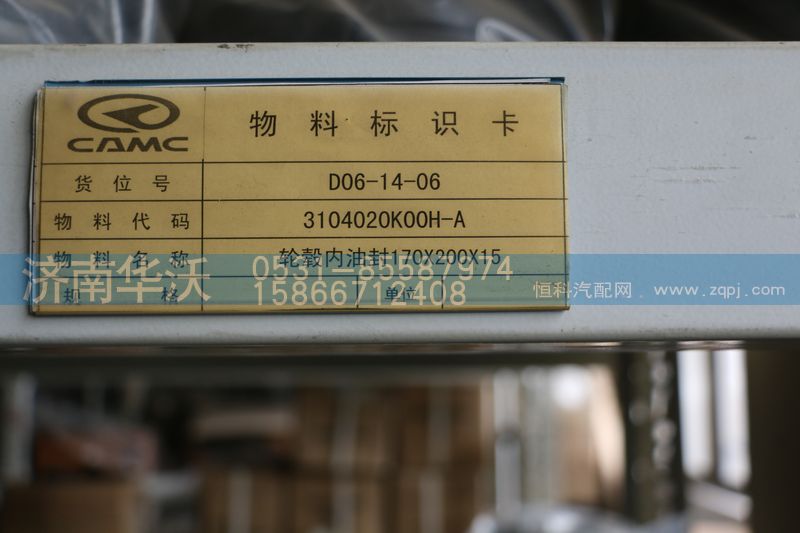 CAMC
物料标识卡
货位号 D06-14-06
物料代码 3104020K00H-A
物料名称 轮毂内油封170X200X15
规格 单位
济南华沃 0531-85587974
15866712408
恒科汽配网 www.zqpj.com